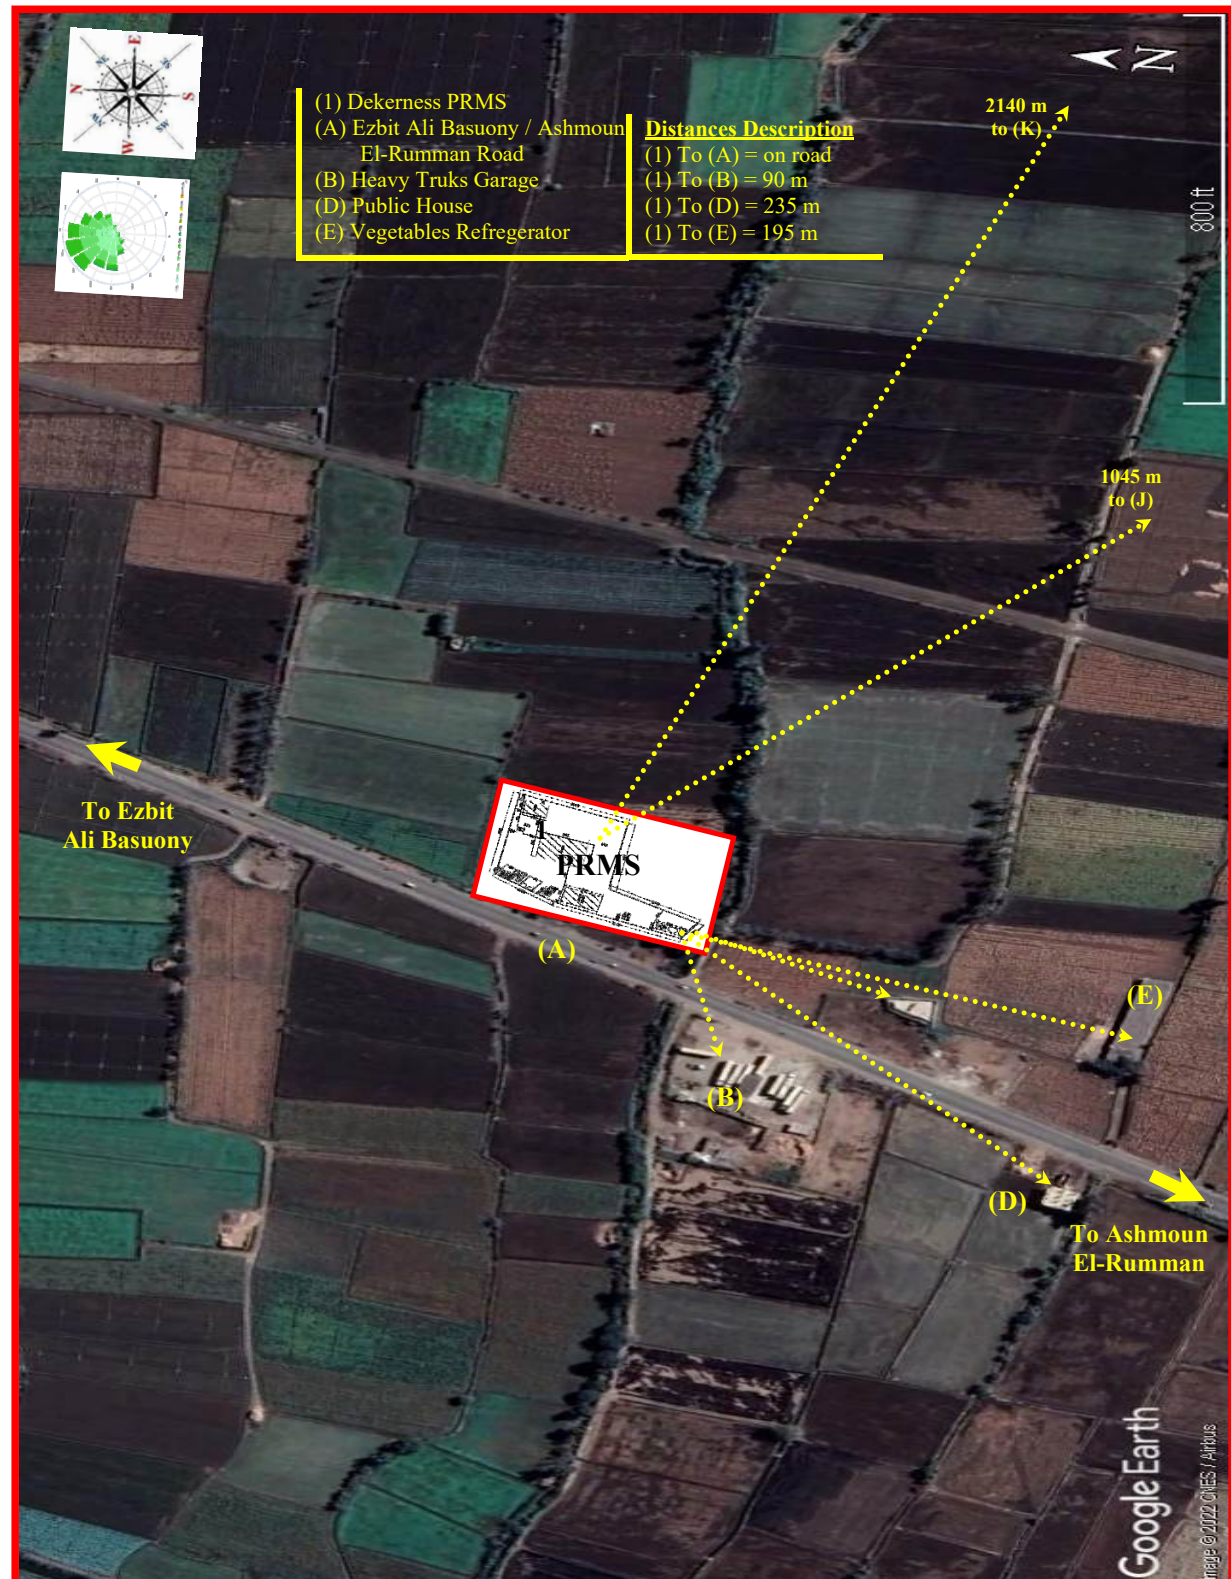 E
N
S
W
N
(1) Dekerness PRMS
(A) Ezbit Ali Basuony / Ashmoun
El-Rumman Road
(B) Heavy Truks Garage
(D) Public House
(E) Vegetables Refregerator
Distances Description
(1) To (A) = on road
(1) To (B) = 90 m
(1) To (D) = 235 m
(1) To (E) = 195 m
2140 m
to (K)
800 ft
1045 m
to (J)
To Ezbit
Ali Basuony
1
PRMS
(A)
(E)
(B)
(D)
To Ashmoun
El-Rumman
Google Earth
Image © 2022 CNES / Airbus